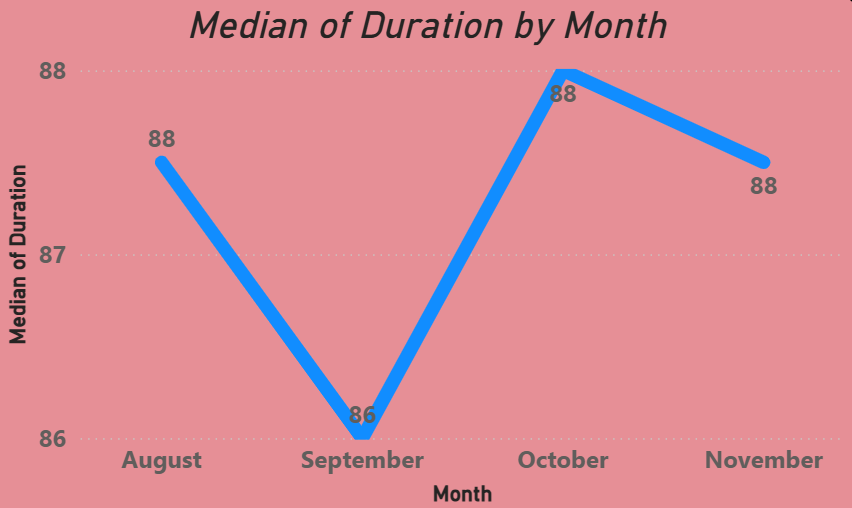 Median of Duration by Month
88
88
88
88
Median of Duration
87
86
86
August September October November
Month